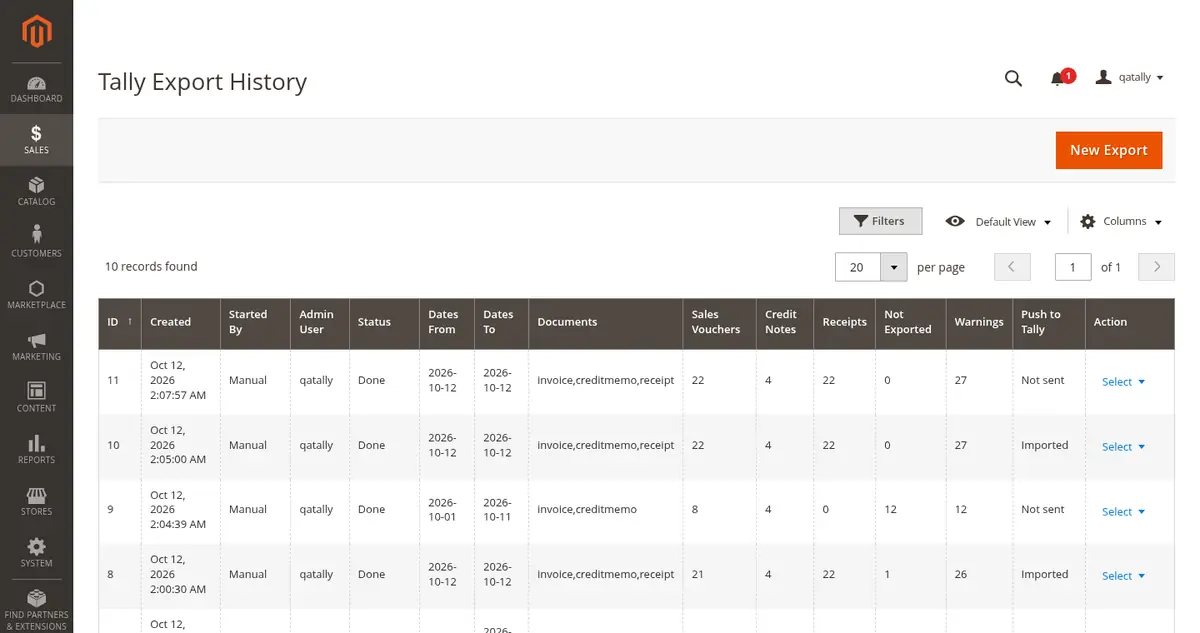 Tally Export History
1
qatally
DASHBOARD
SALES
CATALOG
CUSTOMERS
MARKETPLACE
MARKETING
CONTENT
REPORTS
STORES
SYSTEM
FIND PARTNERS
& EXTENSIONS
New Export
Filters
Default View
Columns
10 records found
20
per page
1
of 1
ID ↑ Created Started By Admin User Status Dates From Dates To Documents Sales Vouchers Credit Notes Receipts Not Exported Warnings Push to Tally Action
11 Oct 12, 2026 2:07:57 AM Manual qatally Done 2026-10-12 2026-10-12 invoice,creditmemo,receipt 22 4 22 0 27 Not sent Select
10 Oct 12, 2026 2:05:00 AM Manual qatally Done 2026-10-12 2026-10-12 invoice,creditmemo,receipt 22 4 22 0 27 Imported Select
9 Oct 12, 2026 2:04:39 AM Manual qatally Done 2026-10-01 2026-10-11 invoice,creditmemo 8 4 0 12 12 Not sent Select
8 Oct 12, 2026 2:00:30 AM Manual qatally Done 2026-10-12 2026-10-12 invoice,creditmemo,receipt 21 4 22 1 26 Imported Select
Oct 12, 2026-